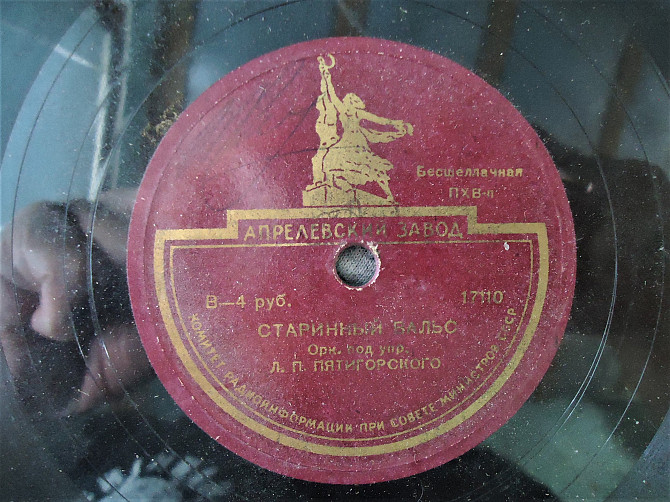 Бесшеллачная
ПХВ-п
АПРЕЛЕВСКИЙ ЗАВОД
В—4 руб.
17110
СТАРИННЫЙ ВАЛЬС
Орк. под упр.
Л. П. ПЯТИГОРСКОГО
КОМИТЕТ РАДИОИНФОРМАЦИИ ПРИ СОВЕТЕ МИНИСТРОВ СССР